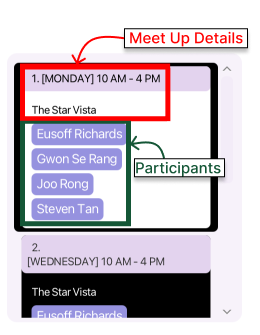 Meet Up Details
1. [MONDAY] 10 AM - 4 PM
The Star Vista
Eusoff Richards
Gwon Se Rang
Joo Rong
Steven Tan
Participants
2.
[WEDNESDAY] 10 AM - 4 PM
The Star Vista
Eusoff Richards